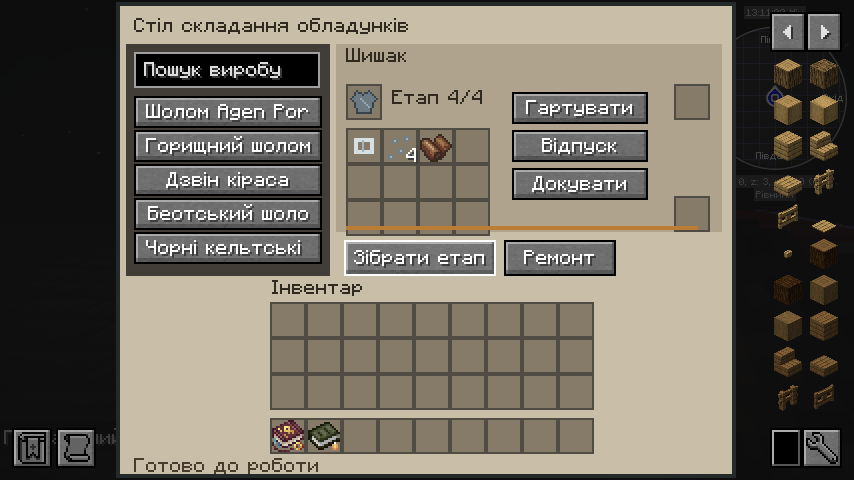 Стіл складання обладунків
Шишак
Пошук виробу
Етап 4/4
Гартувати
Шолом Agen Por
Горищний шолом
Відпуск
4
Дзвін кіраса
Докувати
Беотський шоло
Чорні кельтські
Зібрати етап
Ремонт
Інвентар
Готово до роботи